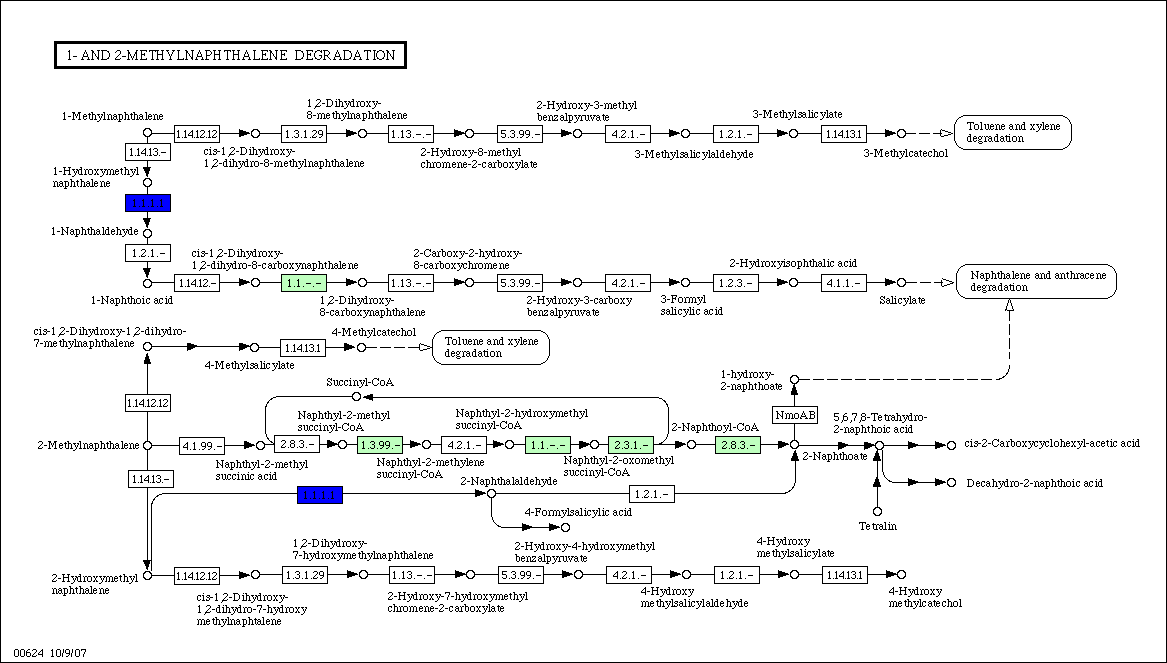 1- AND 2-METHYLNAPHTHALENE DEGRADATION
1-Methylnaphthalene
1,2-Dihydroxy-
8-methylnaphthalene
2-Hydroxy-3-methyl
benzalpyruvate
3-Methylsalicylate
1.14.12.12
1.3.1.29
1.13.-.-
5.3.99.-
4.2.1.-
1.2.1.-
1.14.13.1
Toluene and xylene
degradation
1.14.13.-
cis-1,2-Dihydroxy-
1,2-dihydro-8-methylnaphthalene
2-Hydroxy-8-methyl
chromene-2-carboxylate
3-Methylsalicylaldehyde
3-Methylcatechol
1-Hydroxymethyl
naphthalene
1.1.1.1
1-Naphthaldehyde
1.2.1.-
cis-1,2-Dihydroxy-
1,2-dihydro-8-carboxynaphthalene
2-Carboxy-2-hydroxy-
8-carboxychromene
2-Hydroxyisophthalic acid
1.14.12.-
1.1.-.-
1.13.-.-
5.3.99.-
4.2.1.-
1.2.3.-
4.1.1.-
Naphthalene and anthracene
degradation
1-Naphthoic acid
1,2-Dihydroxy-
8-carboxynaphthalene
2-Hydroxy-3-carboxy
benzalpyruvate
3-Formyl
salicylic acid
Salicylate
cis-1,2-Dihydroxy-1,2-dihydro-
7-methylnaphthalene
4-Methylcatechol
1.14.13.1
Toluene and xylene
degradation
4-Methylsalicylate
1.14.12.12
Succinyl-CoA
1-hydroxy-
2-naphthoate
Naphthyl-2-methyl
succinyl-CoA
Naphthyl-2-hydroxymethyl
succinyl-CoA
NmoAB
5,6,7,8-Tetrahydro-
2-naphthoic acid
2-Methylnaphthalene
4.1.99.-
2.8.3.-
1.3.99.-
4.2.1.-
1.1.-.-
2.3.1.-
2-Naphthoyl-CoA
2.8.3.-
cis-2-Carboxycyclohexyl-acetic acid
Naphthyl-2-methyl
succinic acid
Naphthyl-2-methylene
succinyl-CoA
Naphthyl-2-oxomethyl
succinyl-CoA
2-Naphthoate
1.14.13.-
1.1.1.1
2-Naphthalaldehyde
1.2.1.-
Decahydro-2-naphthoic acid
4-Formylsalicylic acid
Tetralin
1,2-Dihydroxy-
7-hydroxymethylnaphthalene
2-Hydroxy-4-hydroxymethyl
benzalpyruvate
4-Hydroxy
methylsalicylate
2-Hydroxymethyl
naphthalene
1.14.12.12
1.3.1.29
1.13.-.-
5.3.99.-
4.2.1.-
1.2.1.-
1.14.13.1
cis-1,2-Dihydroxy-
1,2-dihydro-7-hydroxy
methylnaphtalene
2-Hydroxy-7-hydroxymethyl
chromene-2-carboxylate
4-Hydroxy
methylsalicylaldehyde
4-Hydroxy
methylcatechol
00624 10/9/07